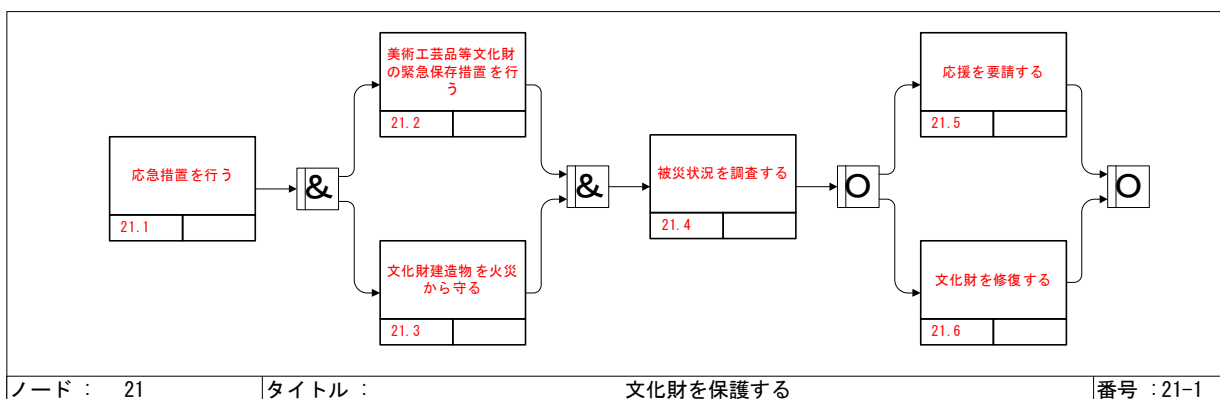 応急措置を行う
21.1
&
美術工芸品等文化財
の緊急保存措置を行
う
21.2
文化財建造物を火災
から守る
21.3
&
被災状況を調査する
21.4
O
応援を要請する
21.5
文化財を修復する
21.6
O
ノード： 21
タイトル： 文化財を保護する
番号：21-1